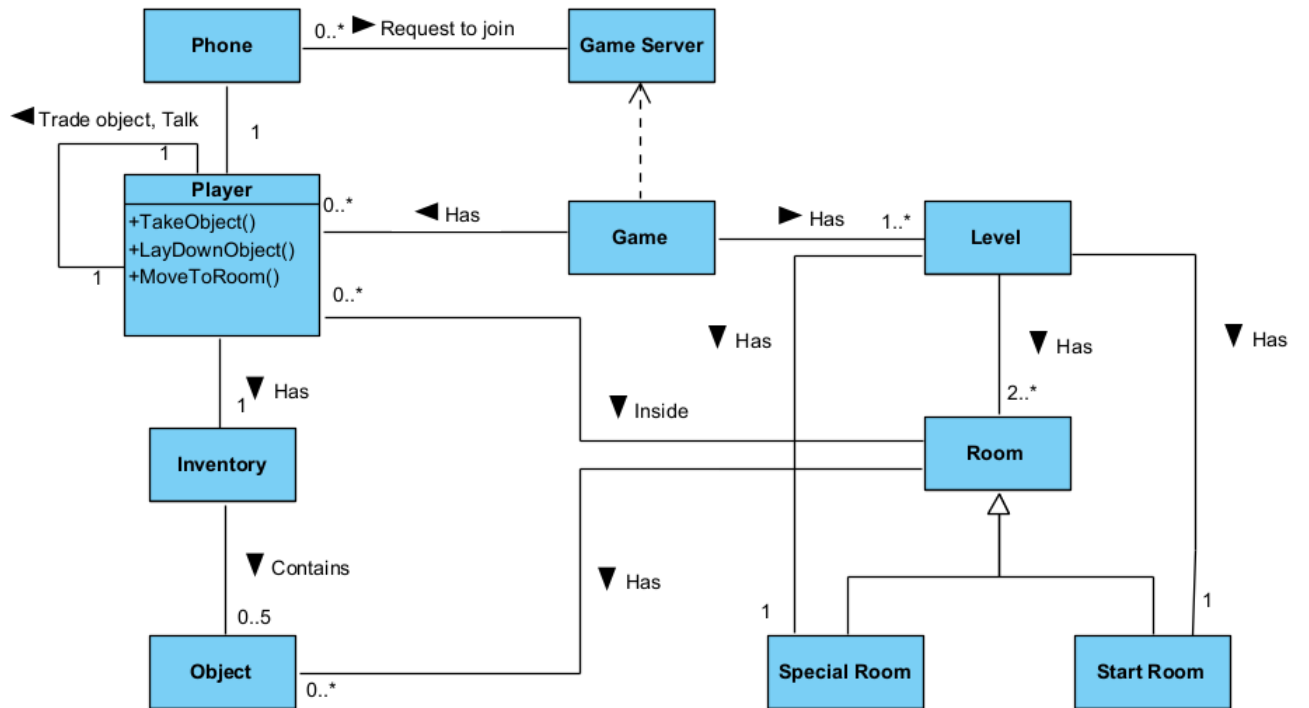 Phone
0..*
Request to join
Game Server
Trade object, Talk
1
1
1
Player
+TakeObject()
+LayDownObject()
+MoveToRoom()
0..*
Has
Game
Has
1..*
Level
0..*
Has
Has
Has
Has
1
2..*
Inside
Inventory
Room
Contains
Has
0..5
1
1
Object
0..*
Special Room
Start Room